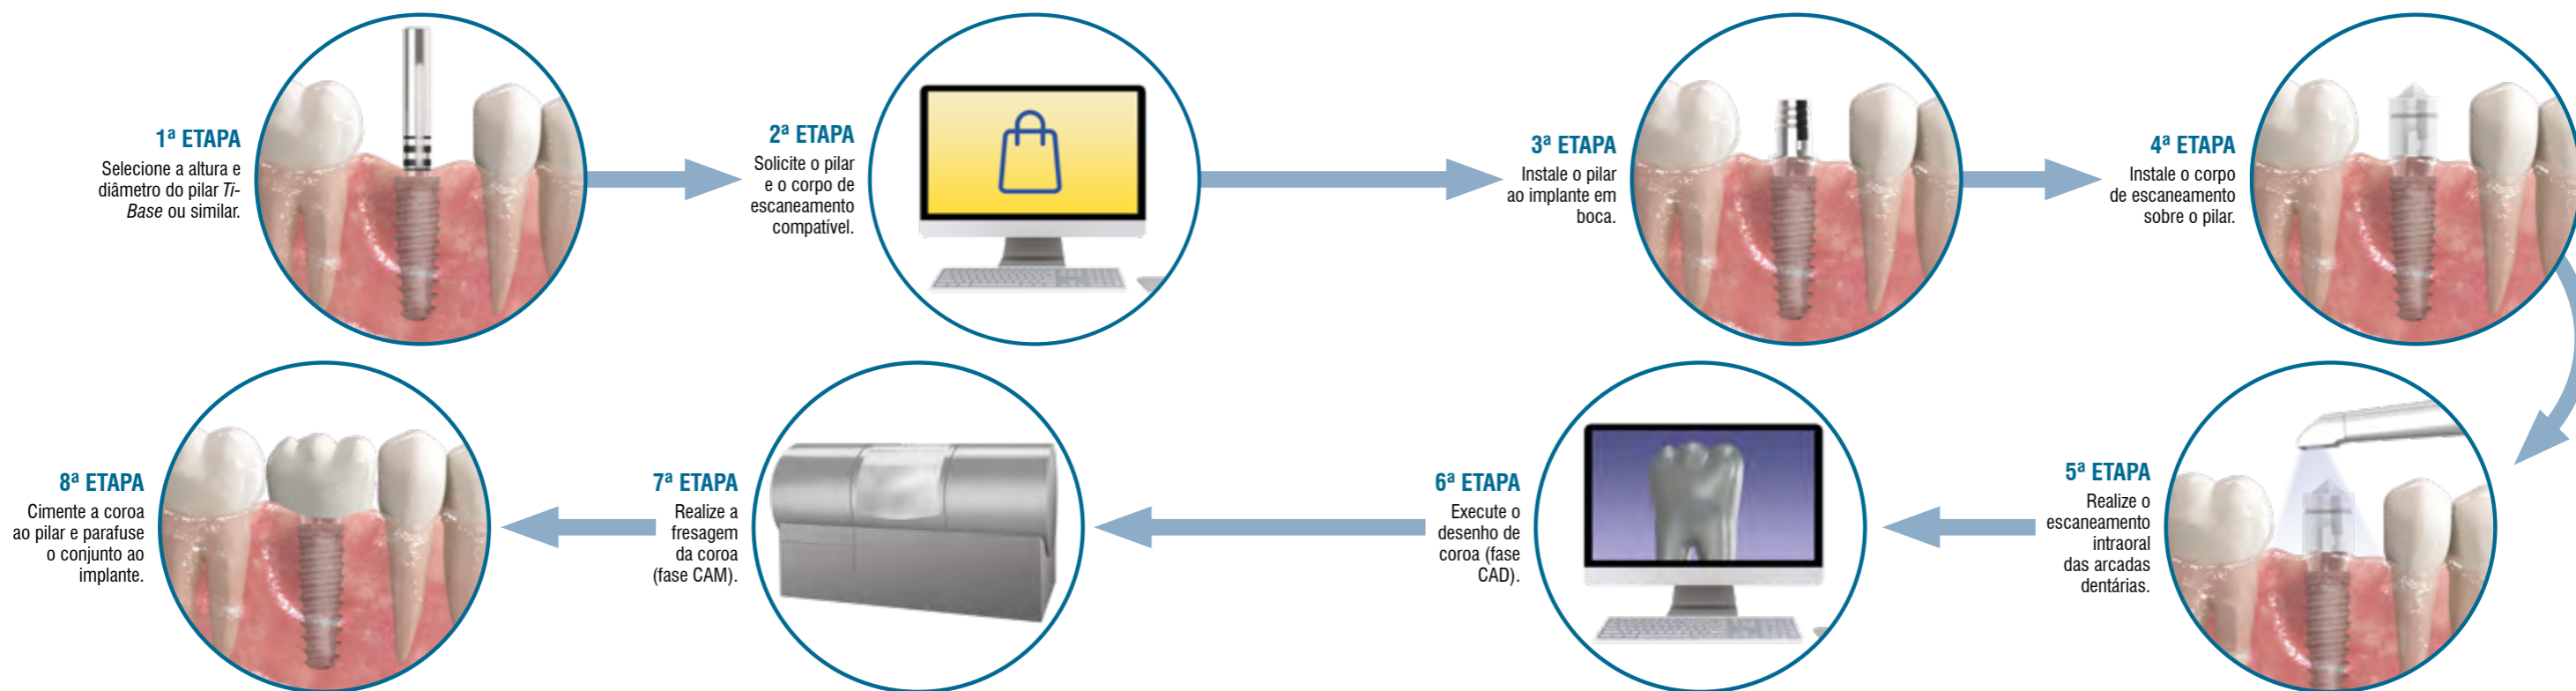 1ª ETAPA
Selecione a altura e
diâmetro do pilar Ti-
Base ou similar.
2ª ETAPA
Solicite o pilar
e o corpo de
escaneamento
compatível.
3ª ETAPA
Instale o pilar
ao implante em
boca.
4ª ETAPA
Instale o corpo
de escaneamento
sobre o pilar.
5ª ETAPA
Realize o
escaneamento
intraoral
das arcadas
dentárias.
6ª ETAPA
Execute o
desenho de
coroa (fase
CAD).
7ª ETAPA
Realize a
fresagem
da coroa
(fase CAM).
8ª ETAPA
Cimente a coroa
ao pilar e parafuse
o conjunto ao
implante.